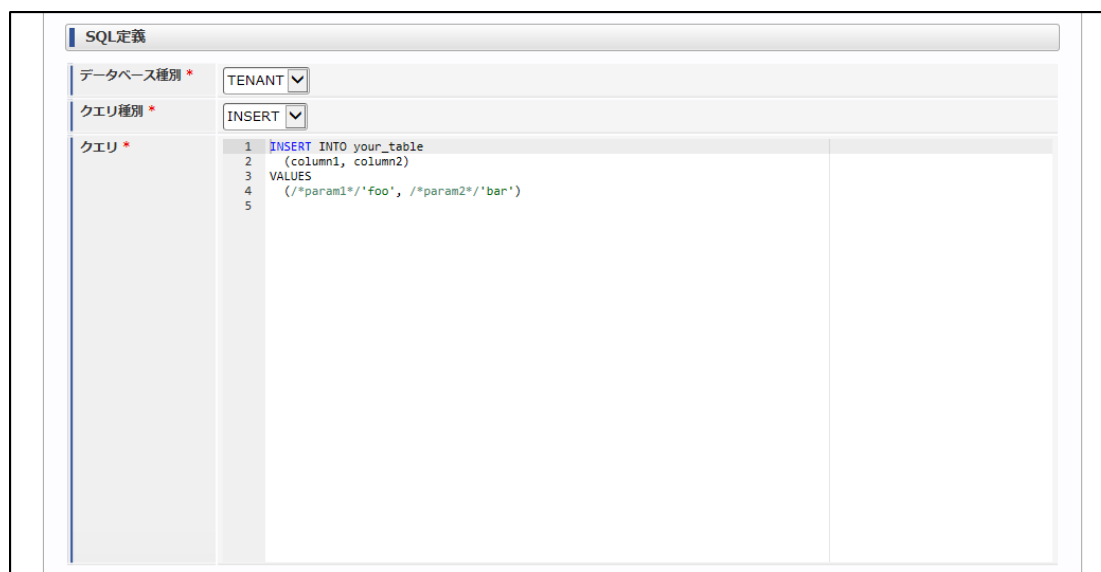 SQL定義
データベース種別 *
TENANT
クエリ種別 *
INSERT
クエリ *
1 INSERT INTO your_table
2 (column1, column2)
3 VALUES
4 (/*param1*/'foo', /*param2*/'bar')
5